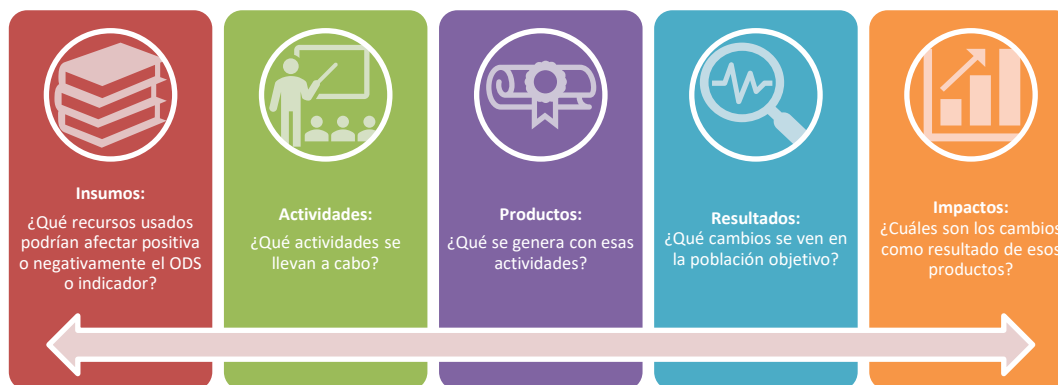 Insumos:
¿Qué recursos usados
podrían afectar positiva
o negativamente el ODS
o indicador?
Actividades:
¿Qué actividades se
llevan a cabo?
Productos:
¿Qué se genera con esas
actividades?
Resultados:
¿Qué cambios se ven en
la población objetivo?
Impactos:
¿Cuáles son los cambios
como resultado de esos
productos?